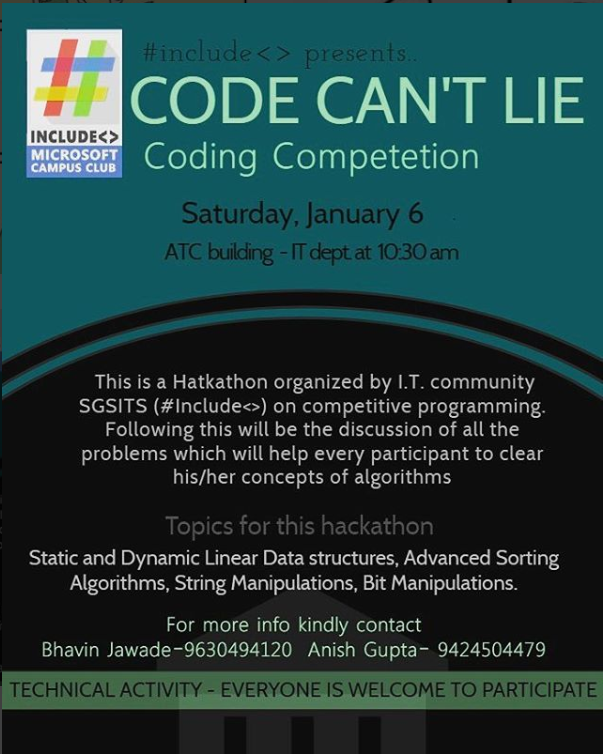 #include<> presents..
CODE CAN'T LIE
INCLUDE<>
MICROSOFT
CAMPUS CLUB
Coding Competetion
Saturday, January 6
ATC building - IT dept. at 10:30 am
This is a Hatkathon organized by I.T. community
SGSITS (#Include<>) on competitive programming.
Following this will be the discussion of all the
problems which will help every participant to clear
his/her concepts of algorithms
Topics for this hackathon
Static and Dynamic Linear Data structures, Advanced Sorting
Algorithms, String Manipulations, Bit Manipulations.
For more info kindly contact
Bhavin Jawade-9630494120 Anish Gupta- 9424504479
TECHNICAL ACTIVITY - EVERYONE IS WELCOME TO PARTICIPATE